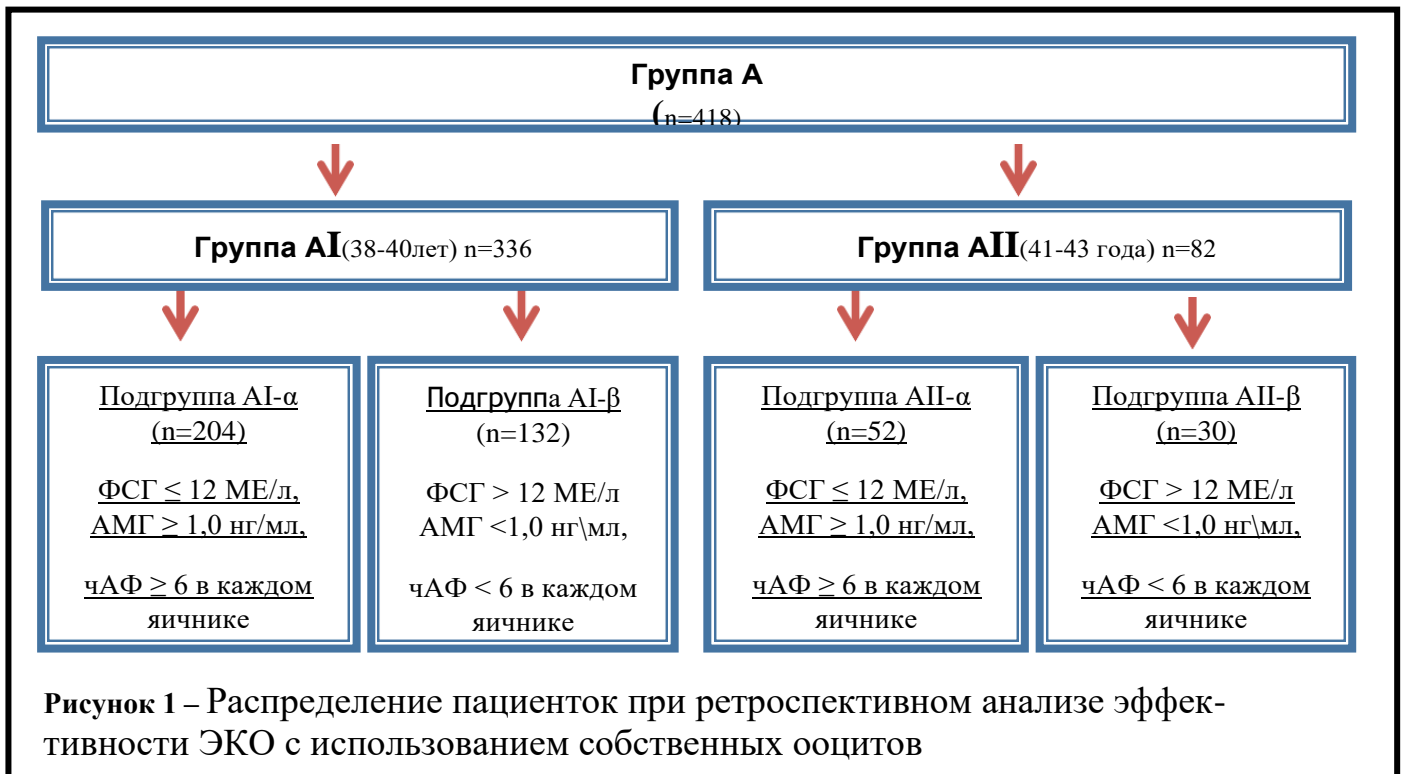 Группа А
(n=418)
Группа АI(38-40лет) n=336
Группа АII(41-43 года) n=82
Подгруппа AI-α
(n=204)
ФСГ ≤ 12 МЕ/л,
АМГ ≥ 1,0 нг/мл,
чАФ ≥ 6 в каждом
яичнике
Подгруппа AI-β
(n=132)
ФСГ > 12 МЕ/л
АМГ <1,0 нг\мл,
чАФ < 6 в каждом
яичнике
Подгруппа AII-α
(n=52)
ФСГ ≤ 12 МЕ/л,
АМГ ≥ 1,0 нг/мл,
чАФ ≥ 6 в каждом
яичнике
Подгруппа AII-β
(n=30)
ФСГ > 12 МЕ/л
АМГ <1,0 нг\мл,
чАФ < 6 в каждом
яичнике
Рисунок 1 – Распределение пациенток при ретроспективном анализе эффек-
тивности ЭКО с использованием собственных ооцитов